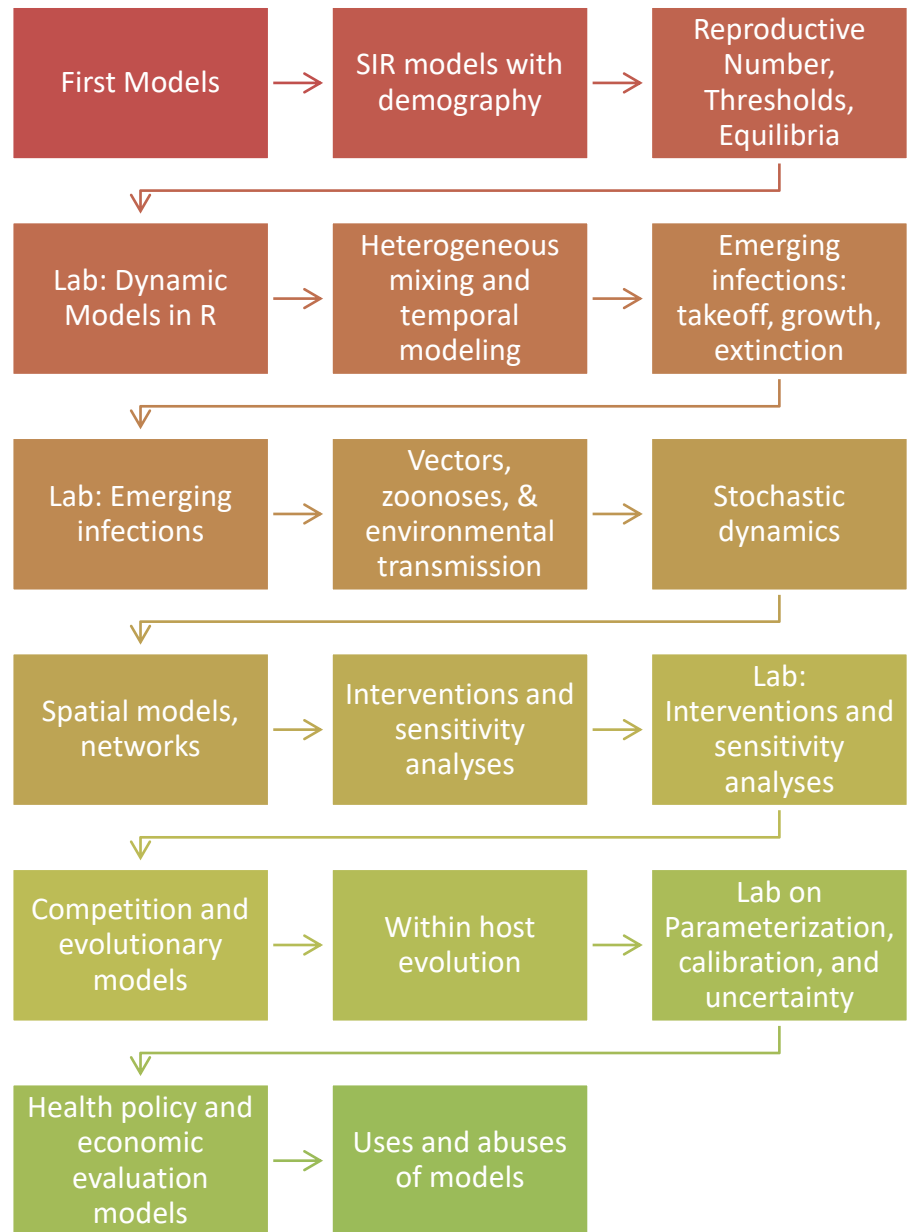 First Models
SIR models with
demography
Reproductive
Number,
Thresholds,
Equilibria
Lab: Dynamic
Models in R
Heterogeneous
mixing and
temporal
modeling
Emerging
infections:
takeoff, growth,
extinction
Lab: Emerging
infections
Vectors,
zoonoses, &
environmental
transmission
Stochastic
dynamics
Spatial models,
networks
Interventions and
sensitivity
analyses
Lab:
Interventions and
sensitivity
analyses
Competition and
evolutionary
models
Within host
evolution
Lab on
Parameterization,
calibration, and
uncertainty
Health policy and
economic
evaluation
models
Uses and abuses
of models